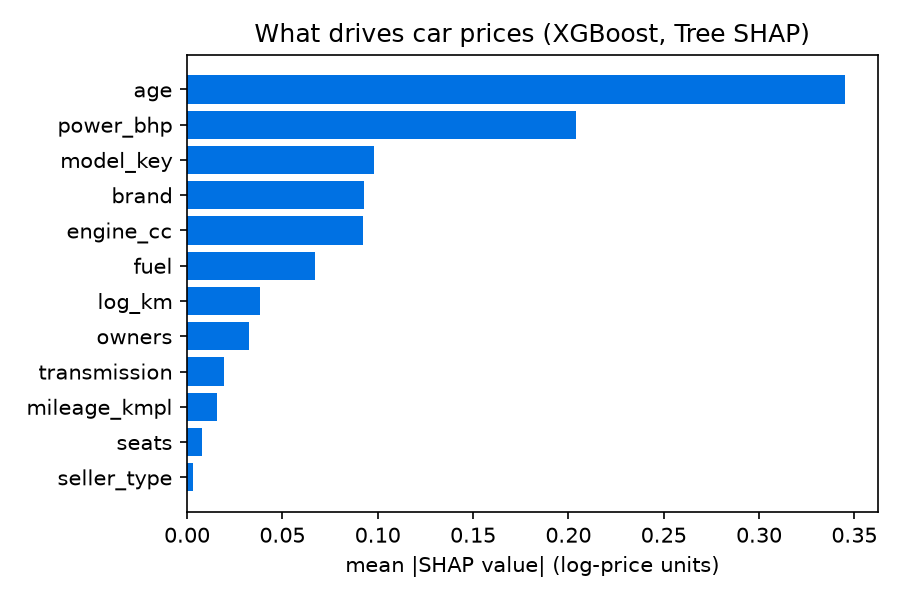 What drives car prices (XGBoost, Tree SHAP)
age
power_bhp
model_key
brand
engine_cc
fuel
log_km
owners
transmission
mileage_kmpl
seats
seller_type
0.00 0.05 0.10 0.15 0.20 0.25 0.30 0.35
mean |SHAP value| (log-price units)